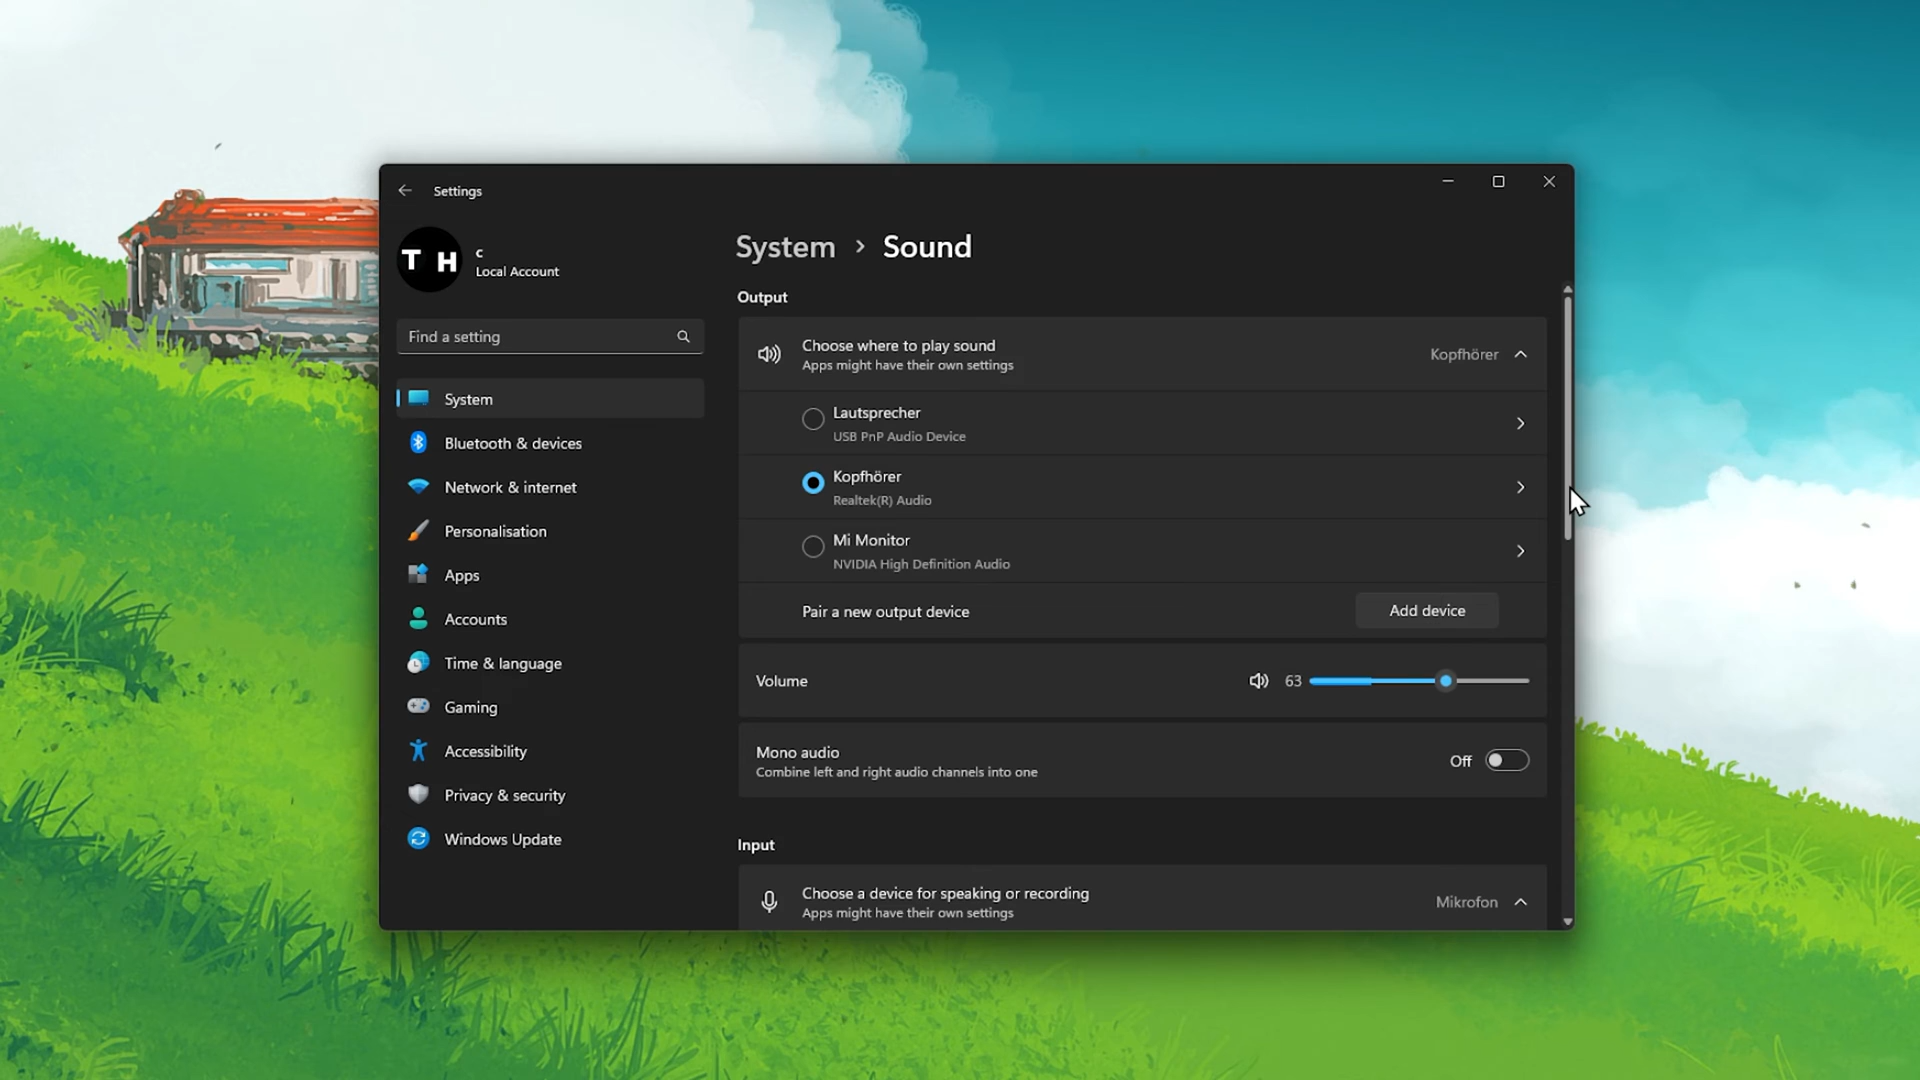 Settings
T H
c
Local Account
Find a setting
System
Bluetooth & devices
Network & internet
Personalisation
Apps
Accounts
Time & language
Gaming
Accessibility
Privacy & security
Windows Update
System > Sound
Output
Choose where to play sound
Apps might have their own settings
Kopfhörer
Lautsprecher
USB PnP Audio Device
Kopfhörer
Realtek(R) Audio
Mi Monitor
NVIDIA High Definition Audio
Pair a new output device
Add device
Volume
63
Mono audio
Combine left and right audio channels into one
Off
Input
Choose a device for speaking or recording
Apps might have their own settings
Mikrofon